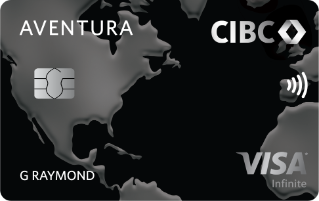 AVENTURA
CIBC
G RAYMOND
VISA
Infinite